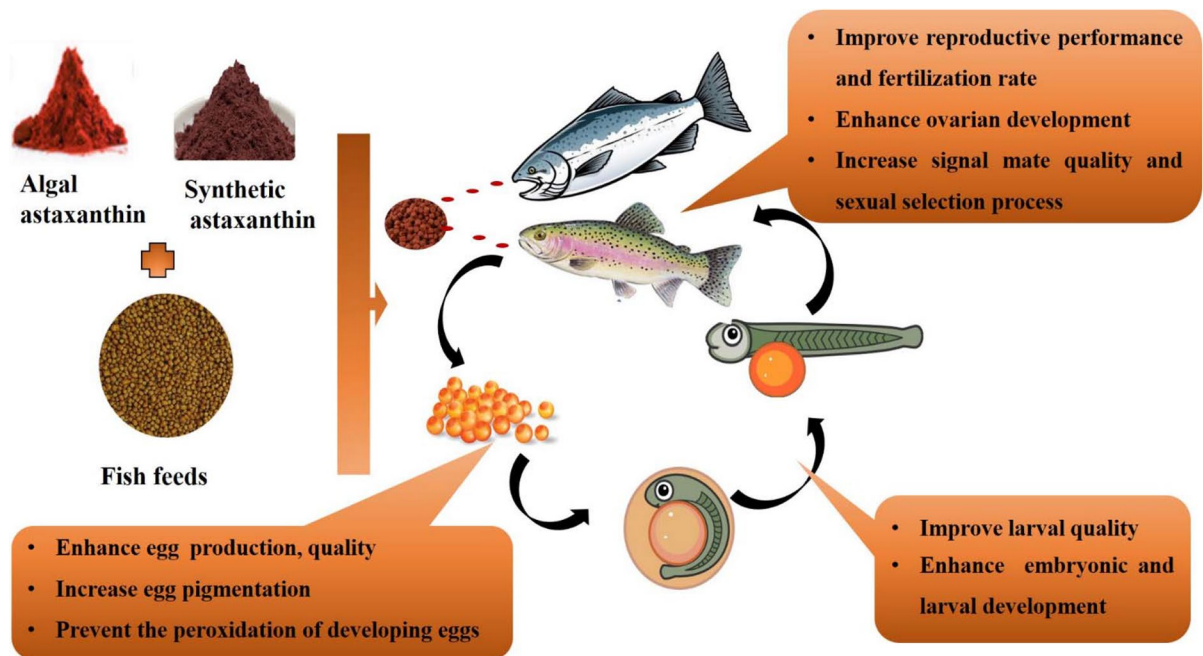 Algal
astaxanthin
Synthetic
astaxanthin
Fish feeds
• Improve reproductive performance
and fertilization rate
• Enhance ovarian development
• Increase signal mate quality and
sexual selection process
• Enhance egg production, quality
• Increase egg pigmentation
• Prevent the peroxidation of developing eggs
• Improve larval quality
• Enhance embryonic and
larval development